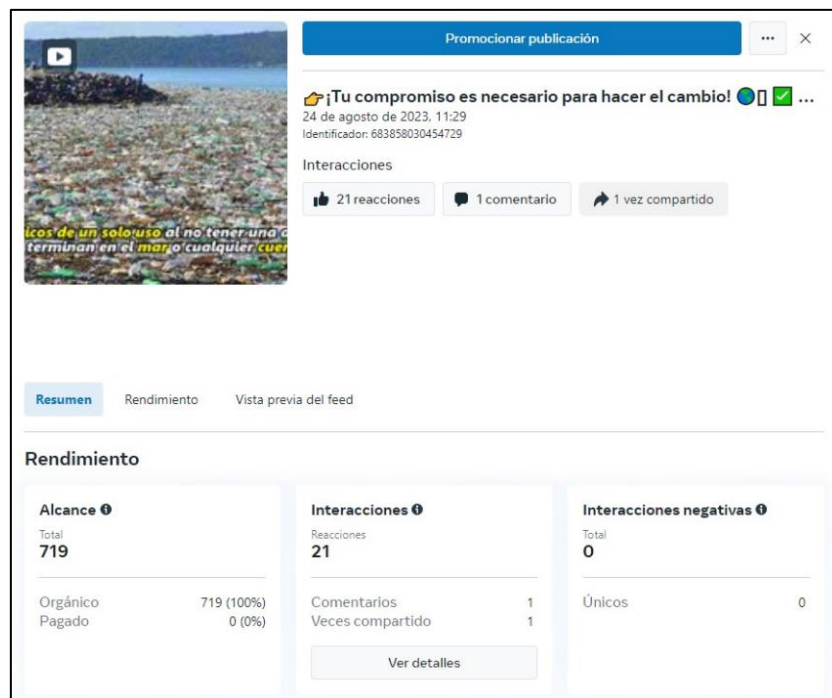 Promocionar publicación
...
👉¡Tu compromiso es necesario para hacer el cambio! 🌎▯ ✅ ...
24 de agosto de 2023, 11:29
Identificador: 683858030454729
Interacciones
21 reacciones
1 comentario
1 vez compartido
icos de un solo uso al no tener una
terminan en el mar o cualquier
Resumen
Rendimiento
Vista previa del feed
Rendimiento
Alcance
Total
719
Orgánico 719 (100%)
Pagado 0 (0%)
Interacciones
Reacciones
21
Comentarios 1
Veces compartido 1
Ver detalles
Interacciones negativas
Total
0
Únicos 0